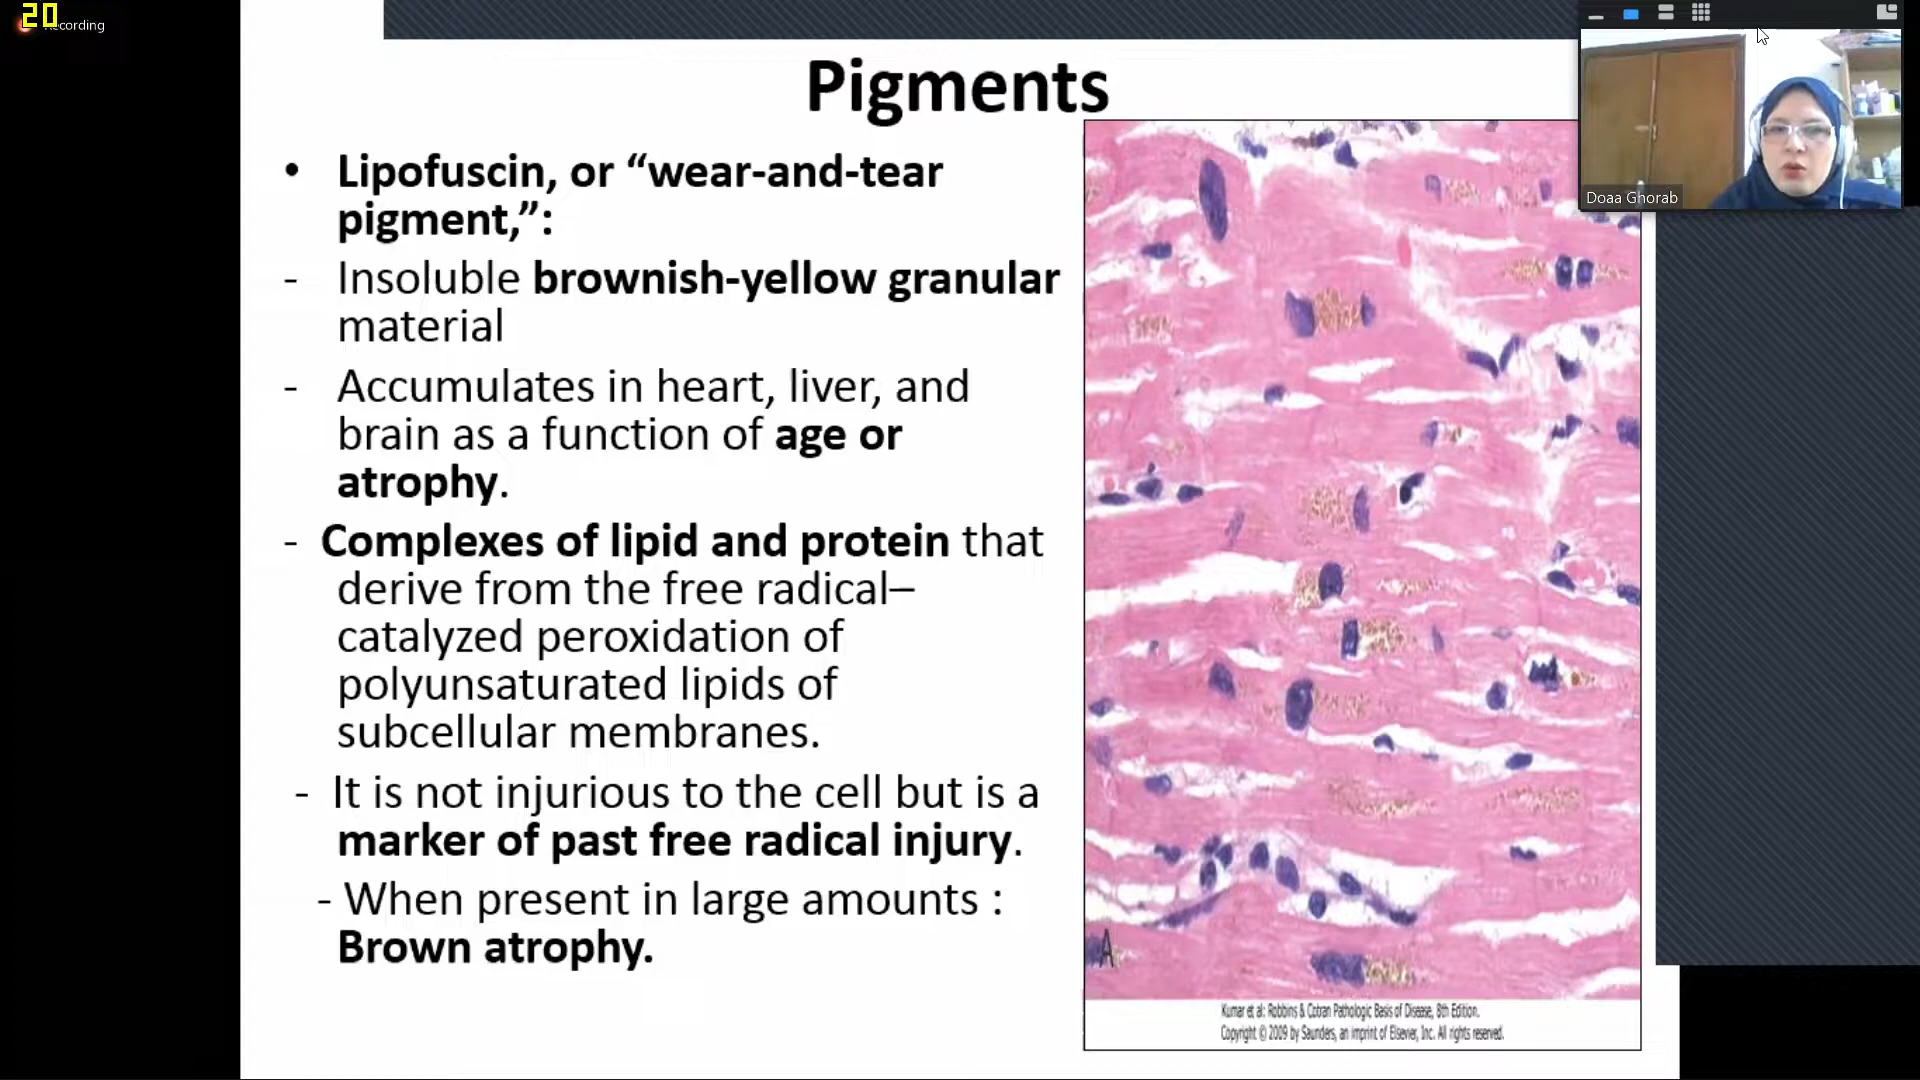 20
Recording
Pigments
• Lipofuscin, or “wear-and-tear
pigment,”:
- Insoluble brownish-yellow granular
material
- Accumulates in heart, liver, and
brain as a function of age or
atrophy.
- Complexes of lipid and protein that
derive from the free radical–
catalyzed peroxidation of
polyunsaturated lipids of
subcellular membranes.
- It is not injurious to the cell but is a
marker of past free radical injury.
- When present in large amounts :
Brown atrophy.
Doaa Ghorab
A
Kumar et al: Robbins & Cotran Pathologic Basis of Disease, 8th Edition.
Copyright © 2009 by Saunders, an imprint of Elsevier, Inc. All rights reserved.